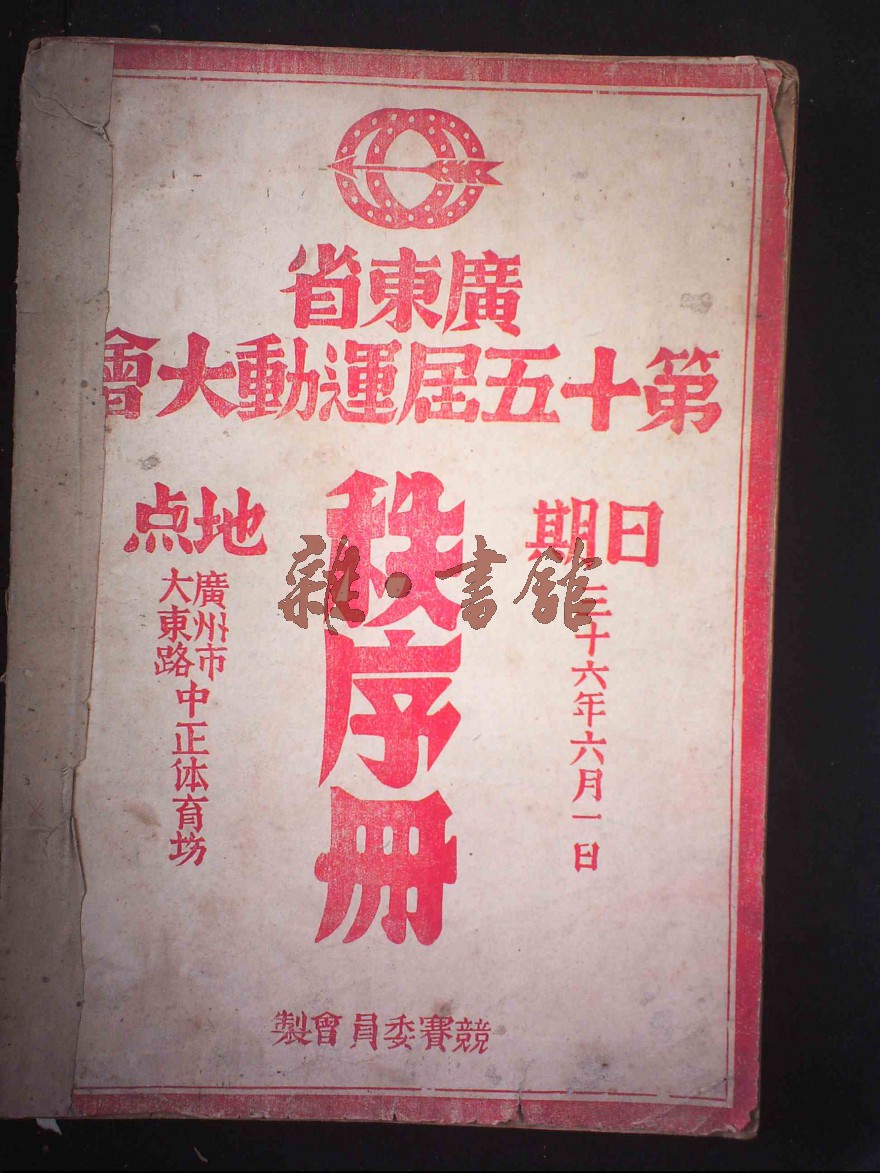 廣東省
第十五屆運動大會
日期
三十六年六月一日
秩序冊
地点
廣州市
大東路
中正体育坊
競賽委員會製
雜·書館